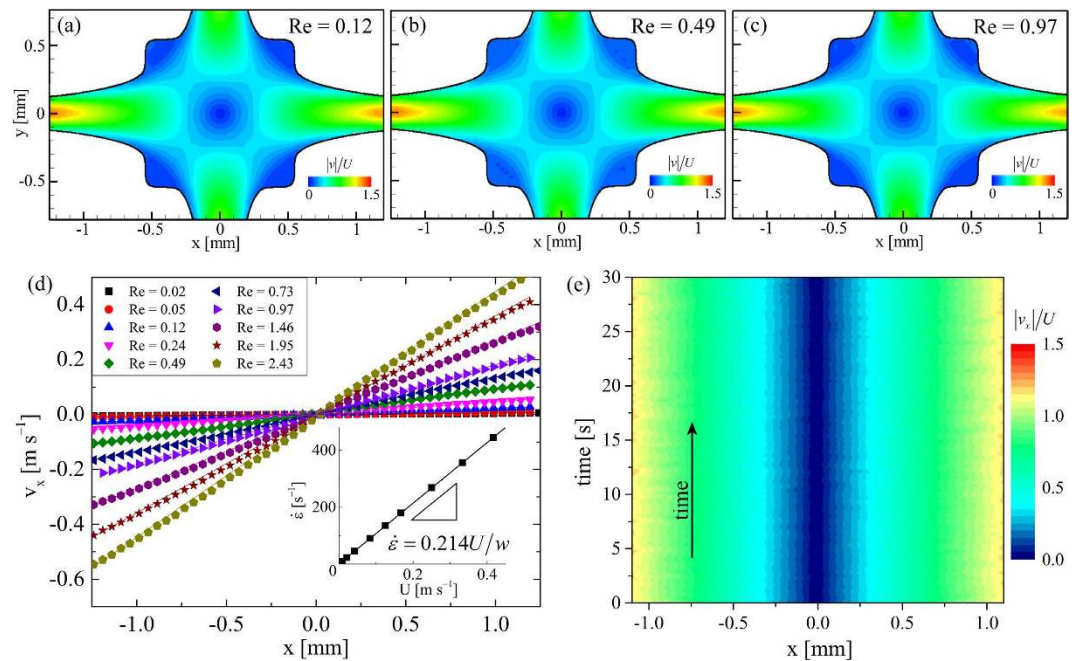 (a) Re = 0.12
(b) Re = 0.49
(c) Re = 0.97
0.5
0
-0.5
y [mm]
|v|/U
0 1.5
|v|/U
0 1.5
|v|/U
0 1.5
-1 -0.5 0 0.5 1
x [mm]
-1 -0.5 0 0.5 1
x [mm]
-1 -0.5 0 0.5 1
x [mm]
(d)
Re = 0.02 Re = 0.73
Re = 0.05 Re = 0.97
Re = 0.12 Re = 1.46
Re = 0.24 Re = 1.95
Re = 0.49 Re = 2.43
0.4
0.2
0.0
-0.2
-0.4
-0.6
v_x [m s⁻¹]
-1.0 -0.5 0.0 0.5 1.0
x [mm]
400
200
ε̇ [s⁻¹]
ε̇ = 0.214U/w
0.2 0.4
U [m s⁻¹]
(e)
30
25
20
15
10
5
0
time [s]
time
-1.0 -0.5 0.0 0.5 1.0
x [mm]
|v_x|/U
1.5
1.0
0.5
0.0